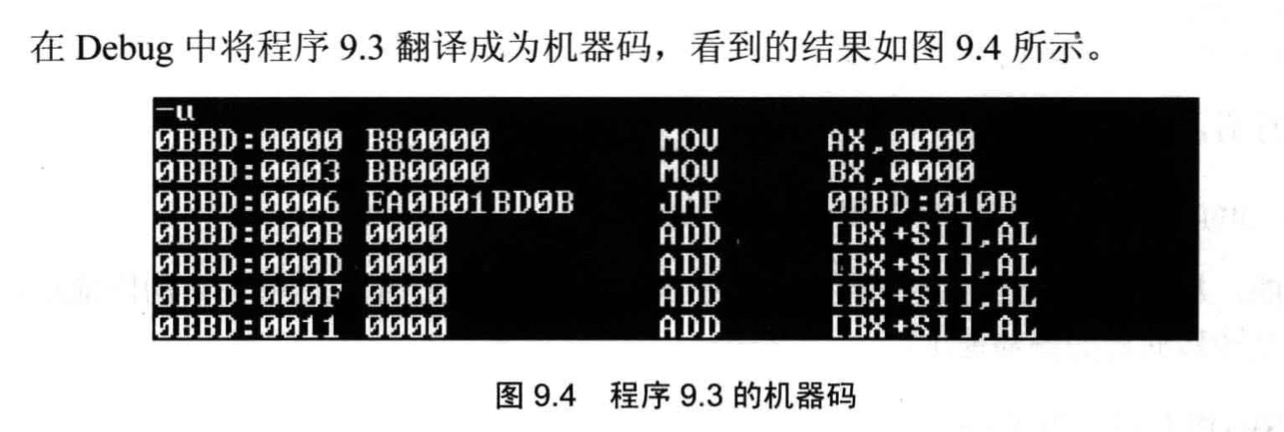 在 Debug 中将程序 9.3 翻译成为机器码，看到的结果如图 9.4 所示。
-u
0BBD:0000 B80000 MOV AX,0000
0BBD:0003 BB0000 MOV BX,0000
0BBD:0006 EA0B01BD0B JMP 0BBD:010B
0BBD:000B 0000 ADD [BX+SI],AL
0BBD:000D 0000 ADD [BX+SI],AL
0BBD:000F 0000 ADD [BX+SI],AL
0BBD:0011 0000 ADD [BX+SI],AL
图 9.4 程序 9.3 的机器码